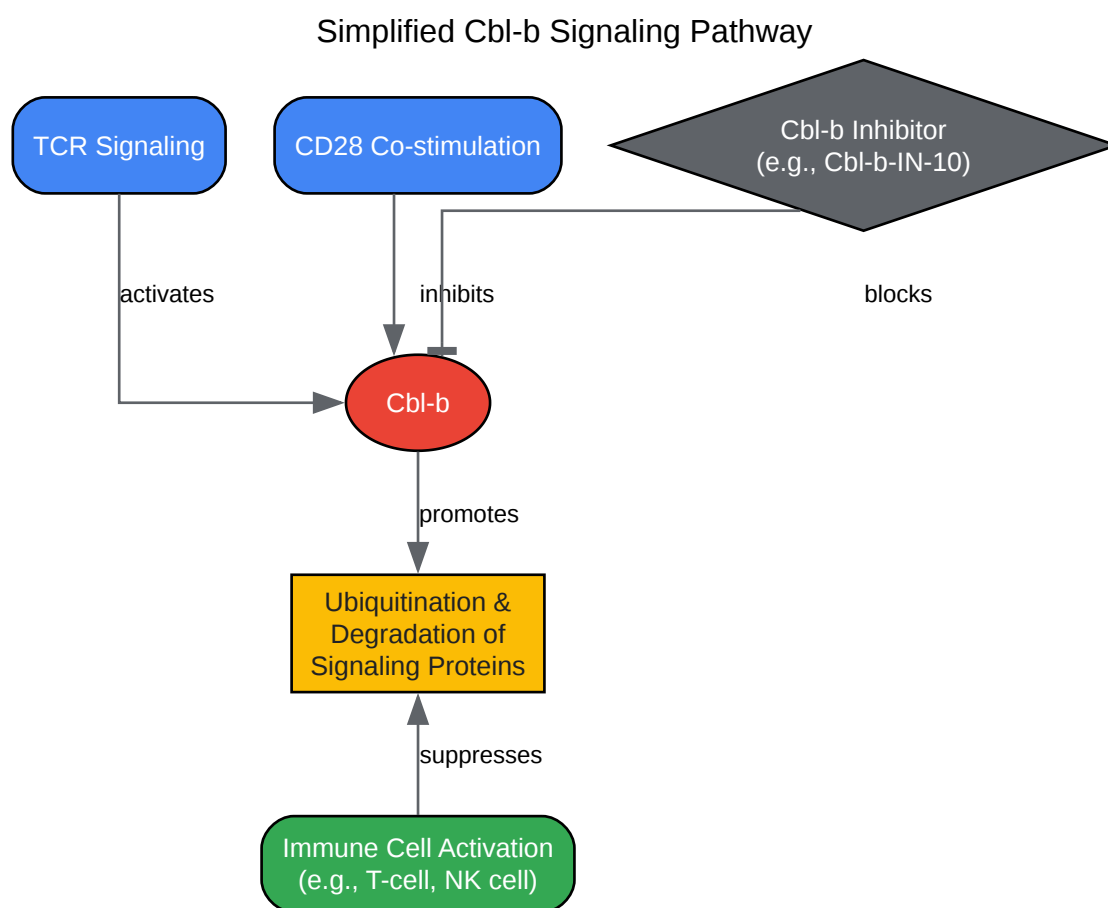 Simplified Cbl-b Signaling Pathway
TCR Signaling
CD28 Co-stimulation
Cbl-b Inhibitor
(e.g., Cbl-b-IN-10)
activates
inhibits
blocks
Cbl-b
promotes
Ubiquitination &
Degradation of
Signaling Proteins
suppresses
Immune Cell Activation
(e.g., T-cell, NK cell)